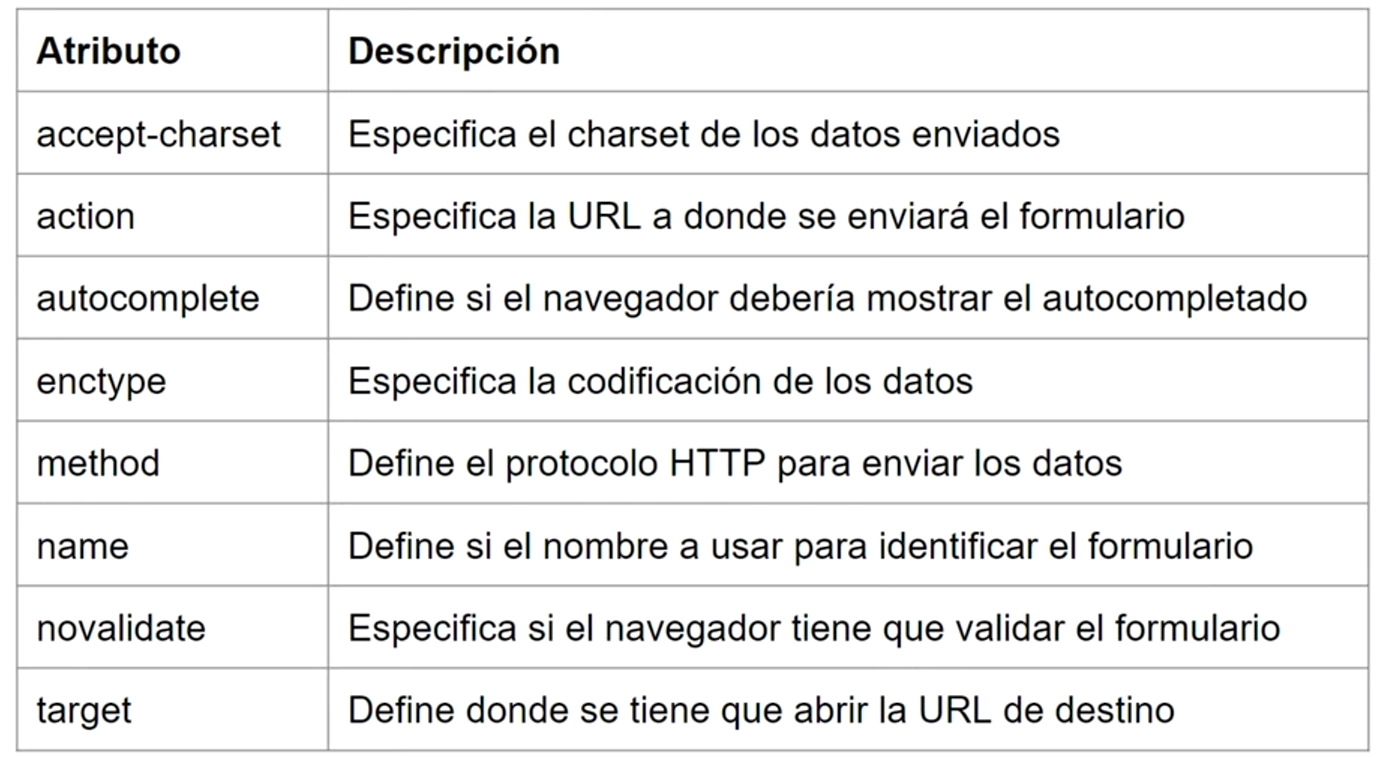 Atributo Descripción
accept-charset Especifica el charset de los datos enviados
action Especifica la URL a donde se enviará el formulario
autocomplete Define si el navegador debería mostrar el autocompletado
enctype Especifica la codificación de los datos
method Define el protocolo HTTP para enviar los datos
name Define si el nombre a usar para identificar el formulario
novalidate Especifica si el navegador tiene que validar el formulario
target Define donde se tiene que abrir la URL de destino